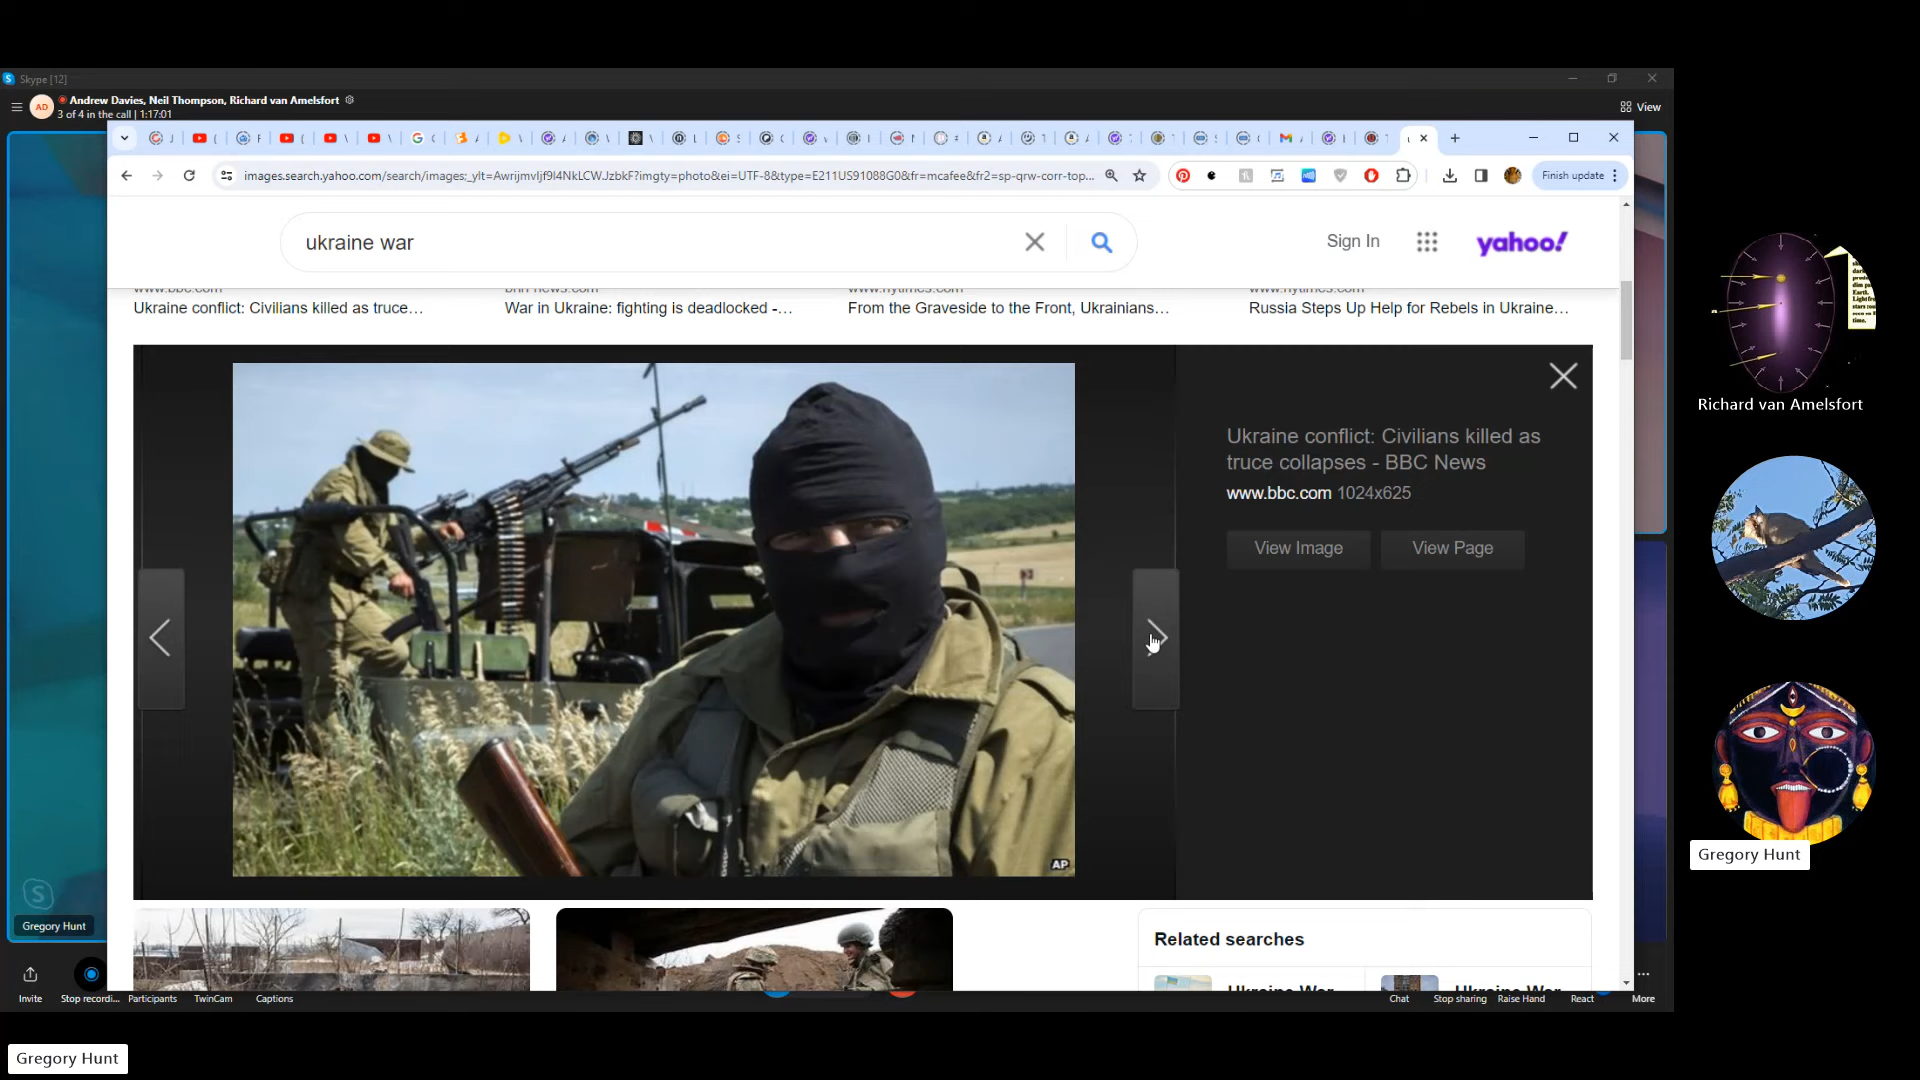 Skype [12]
AD
Andrew Davies, Neil Thompson, Richard van Amelsfort
3 of 4 in the call | 1:17:01
View
images.search.yahoo.com/search/images;_ylt=AwrijmvIjf9l4NkLCW.JzbkF?imgty=photo&ei=UTF-8&type=E211US91088G0&fr=mcafee&fr2=sp-qrw-corr-top...
Finish update
ukraine war
Sign In
yahoo!
Ukraine conflict: Civilians killed as truce...
War in Ukraine: fighting is deadlocked -...
From the Graveside to the Front, Ukrainians...
Russia Steps Up Help for Rebels in Ukraine...
Ukraine conflict: Civilians killed as
truce collapses - BBC News
www.bbc.com 1024x625
View Image
View Page
AP
Related searches
Ukraine War
Ukraine War
Gregory Hunt
Invite
Stop recordi...
Participants
TwinCam
Captions
Chat
Stop sharing
Raise Hand
React
More
Richard van Amelsfort
Gregory Hunt
Gregory Hunt